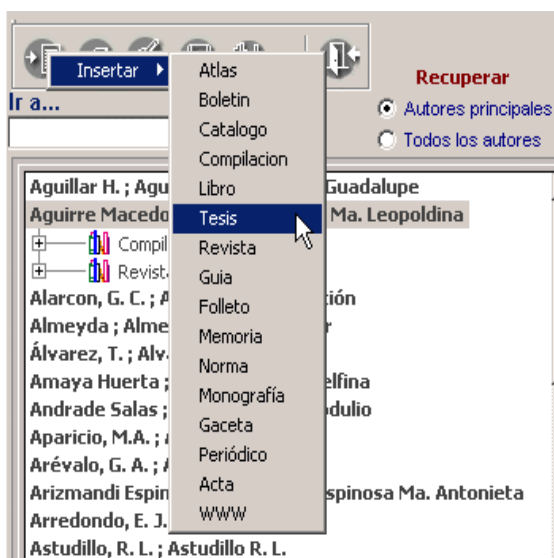 Insertar
Atlas
Boletin
Catalogo
Compilacion
Libro
Tesis
Revista
Guia
Folleto
Memoria
Norma
Monografía
Gaceta
Periódico
Acta
WWW
Recuperar
Autores principales
Todos los autores
Ir a...
Aguillar H. ; Agu Guadalupe
Aguirre Macedo Ma. Leopoldina
Compil
Revist
Alarcon, G. C. ; A ión
Almeyda ; Alme r
Álvarez, T. ; Alv
Amaya Huerta ; elfina
Andrade Salas ; dulio
Aparicio, M.A. ;
Arévalo, G. A. ;
Arizmandi Espin spinosa Ma. Antonieta
Arredondo, E. J.
Astudillo, R. L. ; Astudillo R. L.